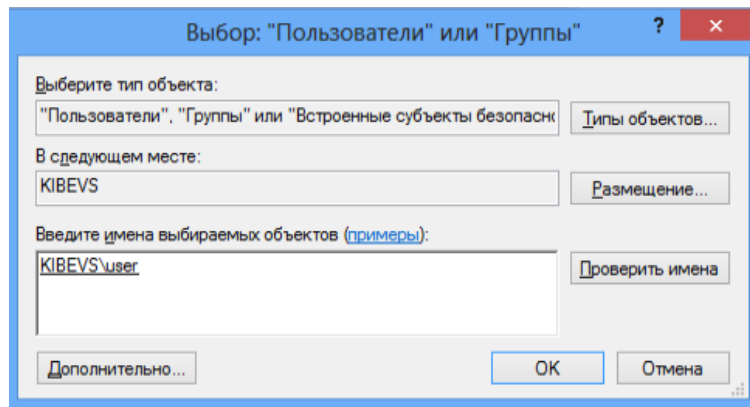 Выбор: "Пользователи" или "Группы"
?
×
Выберите тип объекта:
"Пользователи", "Группы" или "Встроенные субъекты безопасно
Типы объектов...
В следующем месте:
KIBEVS
Размещение...
Введите имена выбираемых объектов (примеры):
KIBEVS\user
Проверить имена
Дополнительно...
ОК
Отмена